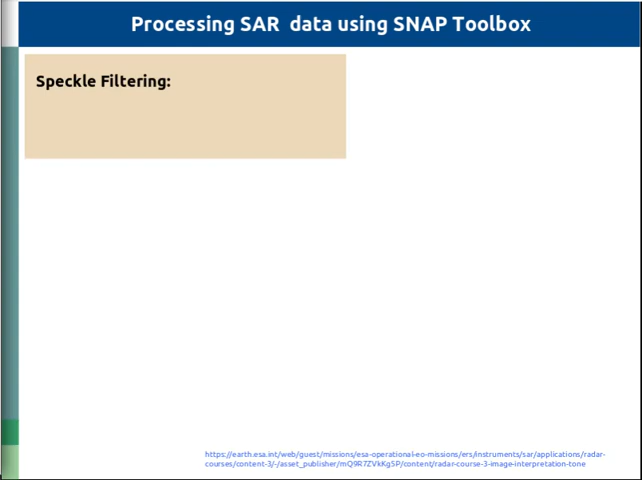 Processing SAR  data using SNAP Toolbox
Speckle Filtering:
https://earth.esa.int/web/guest/missions/esa-operational-eo-missions/ers/instruments/sar/applications/radar-
courses/content-3/-/asset_publisher/mQ9R7ZVkKg5P/content/radar-course-3-image-interpretation-tone